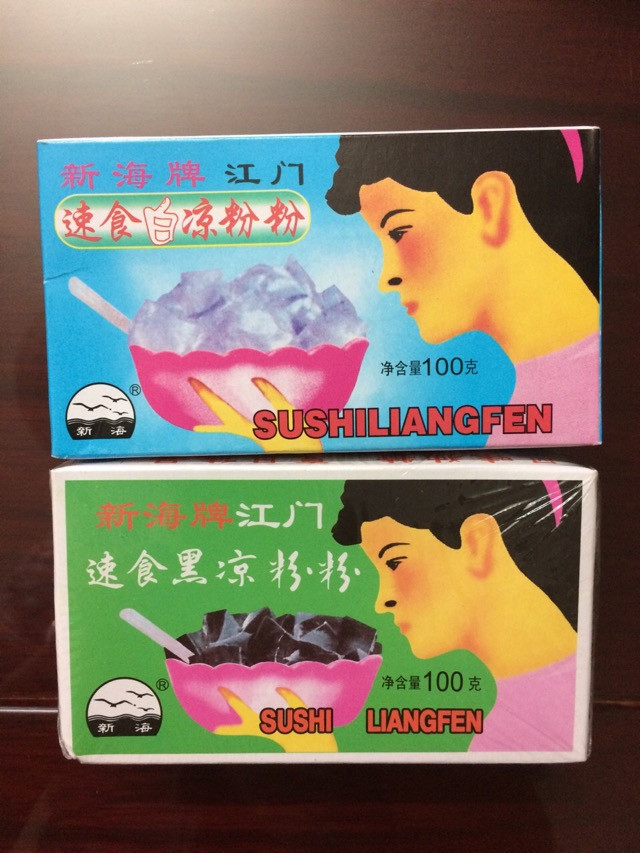 新海牌 江门
速食白凉粉粉
净含量100克
®
新 海
SUSHILIANGFEN
新海牌江门
速食黑凉粉粉
净含量100克
®
新 海
SUSHI LIANGFEN